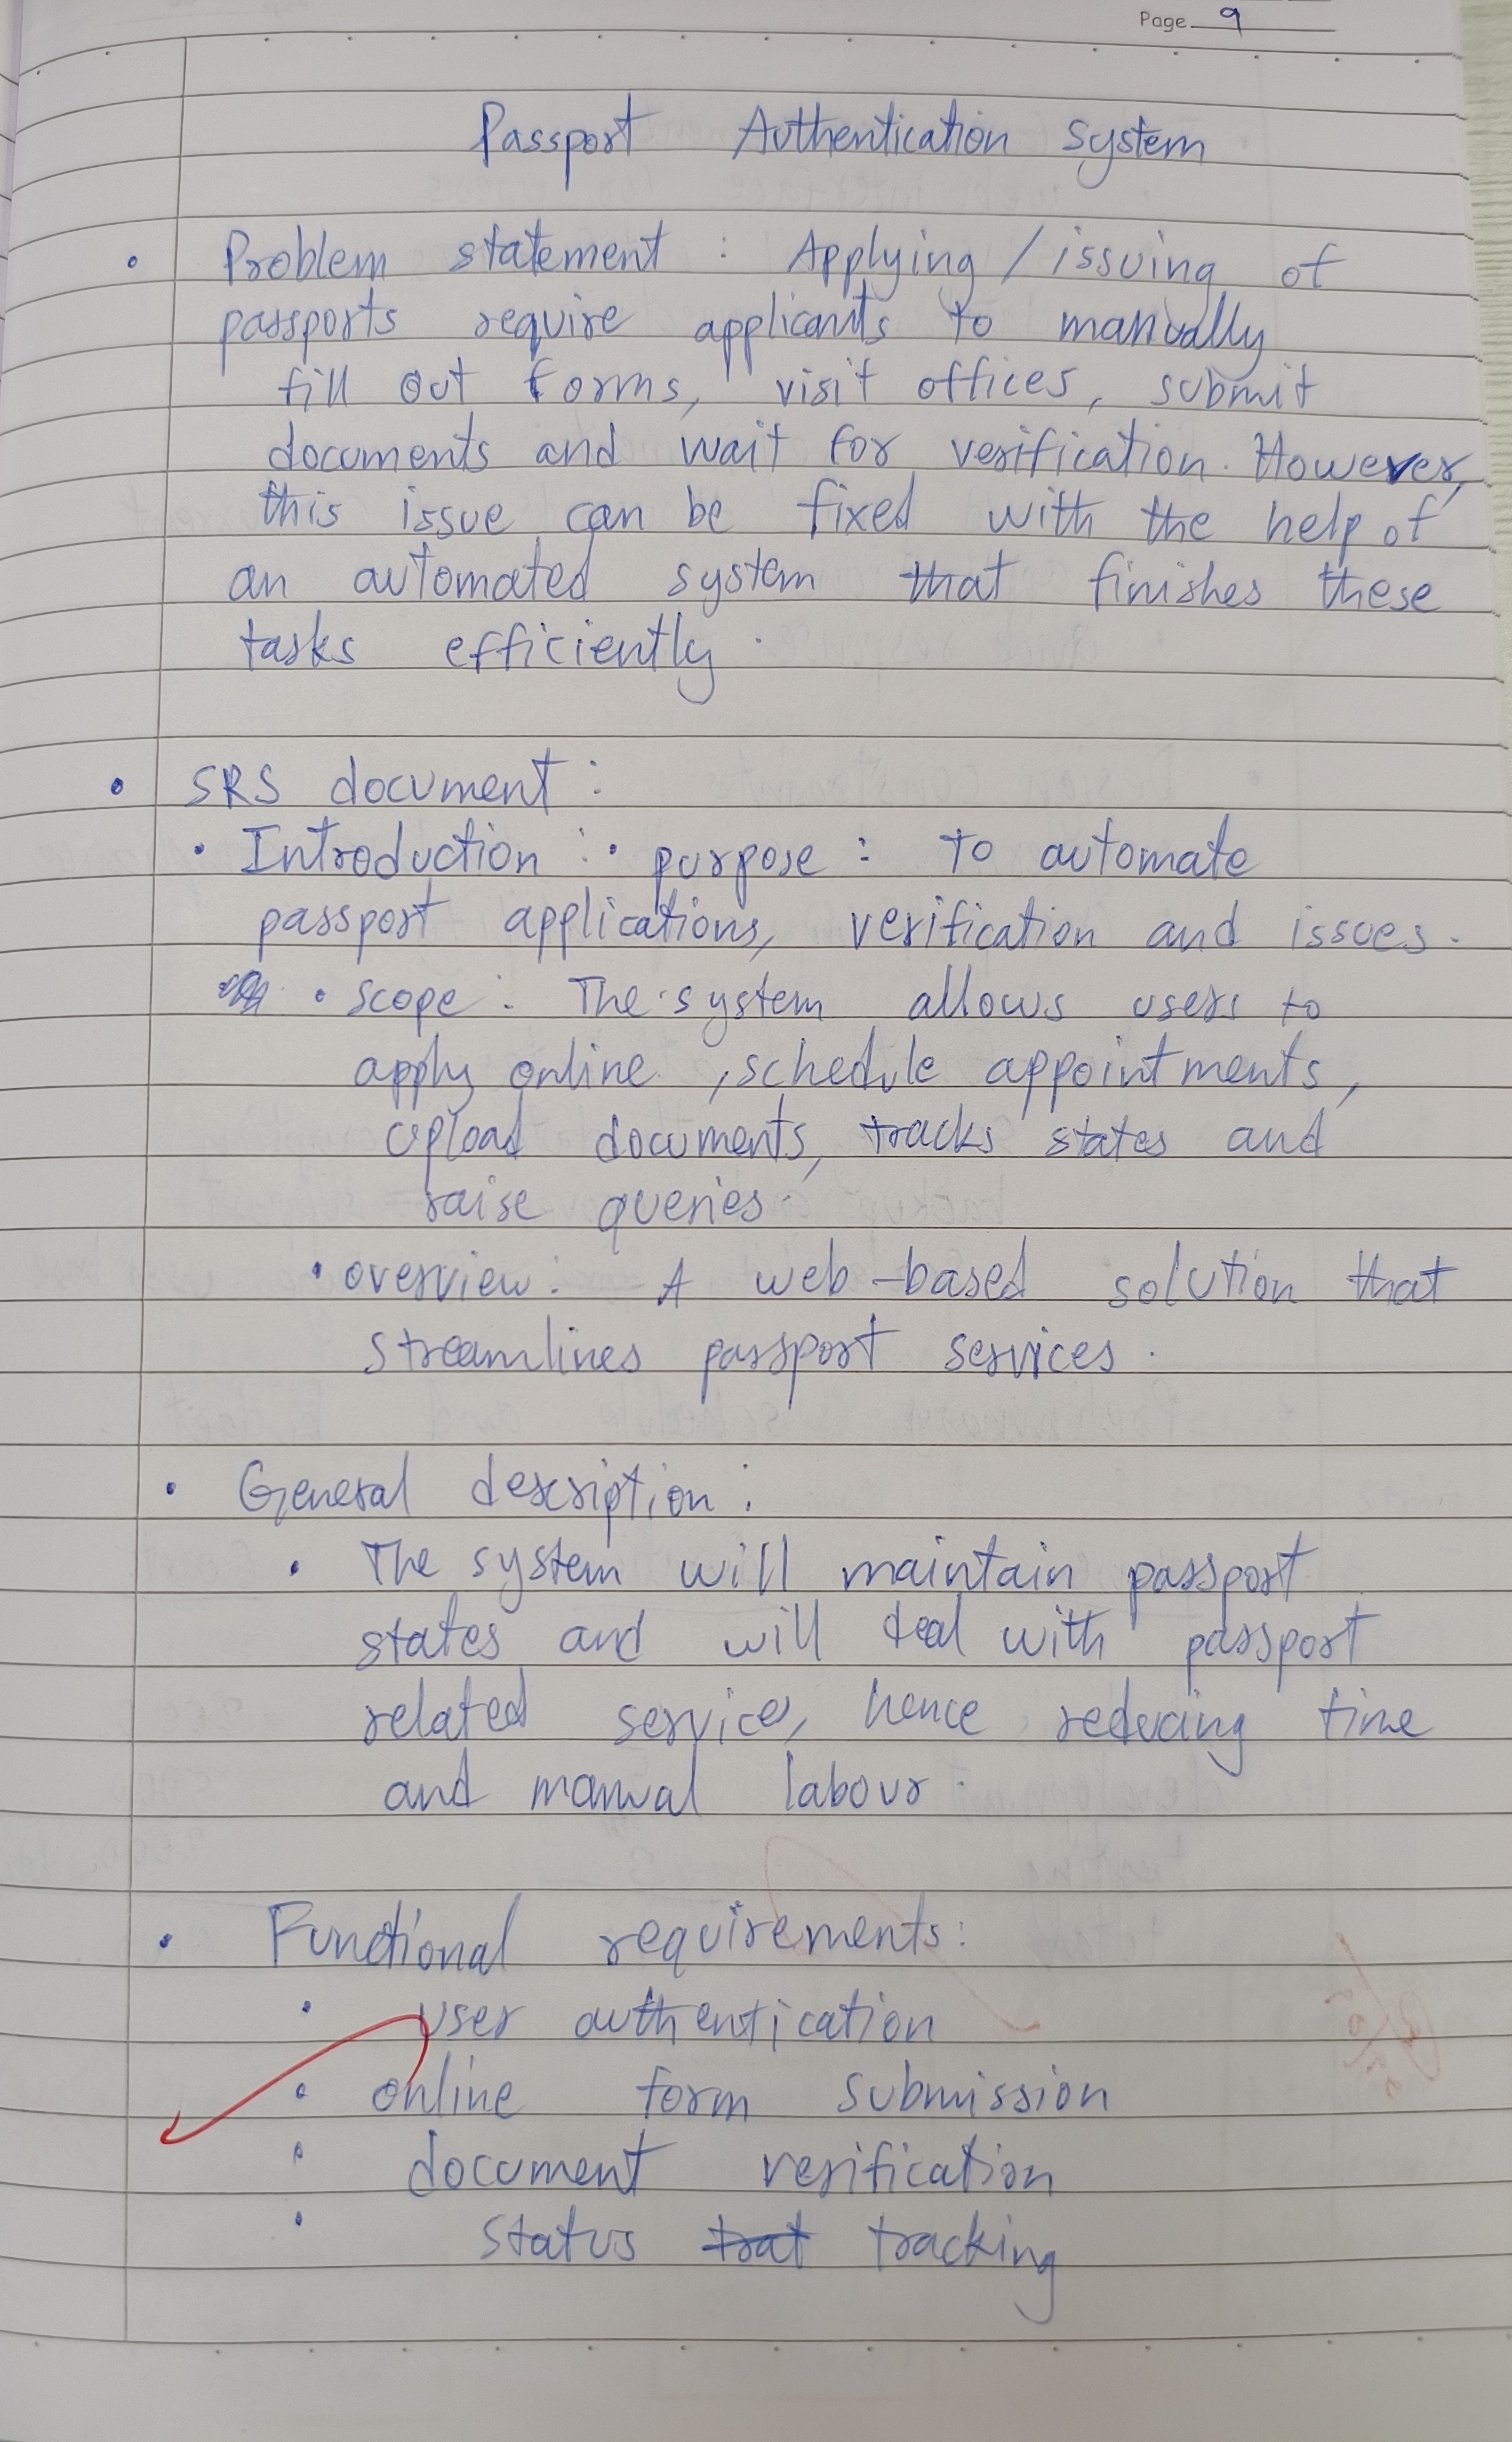 Page 9
Passport Authentication System
• Problem statement : Applying / issuing of
passports require applicants to manually
fill out forms, visit offices, submit
documents and wait for verification. However,
this issue can be fixed with the help of
an automated system that finishes these
tasks efficiently.
• SRS document :
• Introduction : • purpose : To automate
passport applications, verification and issues.
• scope : The system allows users to
apply online, schedule appointments,
upload documents, tracks states and
raise queries.
• overview : A web-based solution that
streamlines passport services.
• General description :
• The system will maintain passport
states and will deal with passport
related service, hence reducing time
and manual labour.
• Functional requirements :
• user authentication
• online form submission
• document verification
• status trat tracking